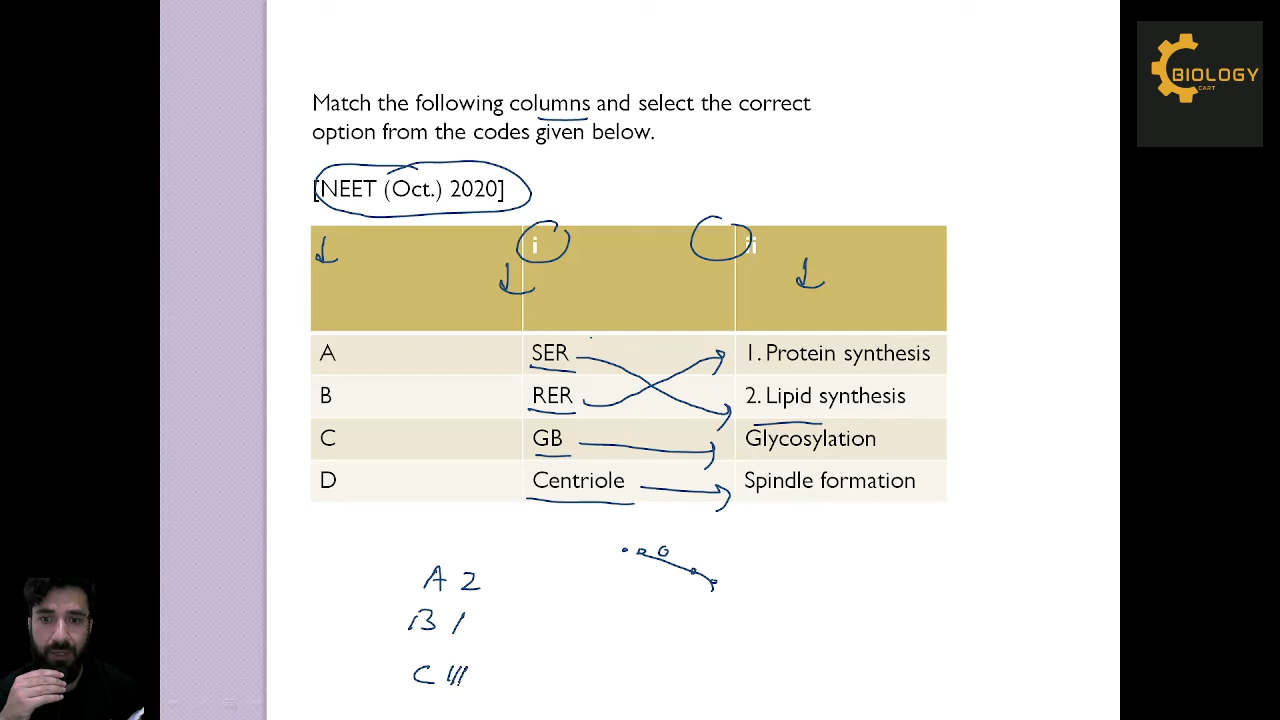 BIOLOGY
CART
Match the following columns and select the correct
option from the codes given below.
[NEET (Oct.) 2020]
i ii
A SER 1. Protein synthesis
B RER 2. Lipid synthesis
C GB Glycosylation
D Centriole Spindle formation
A 2
B 1
C III